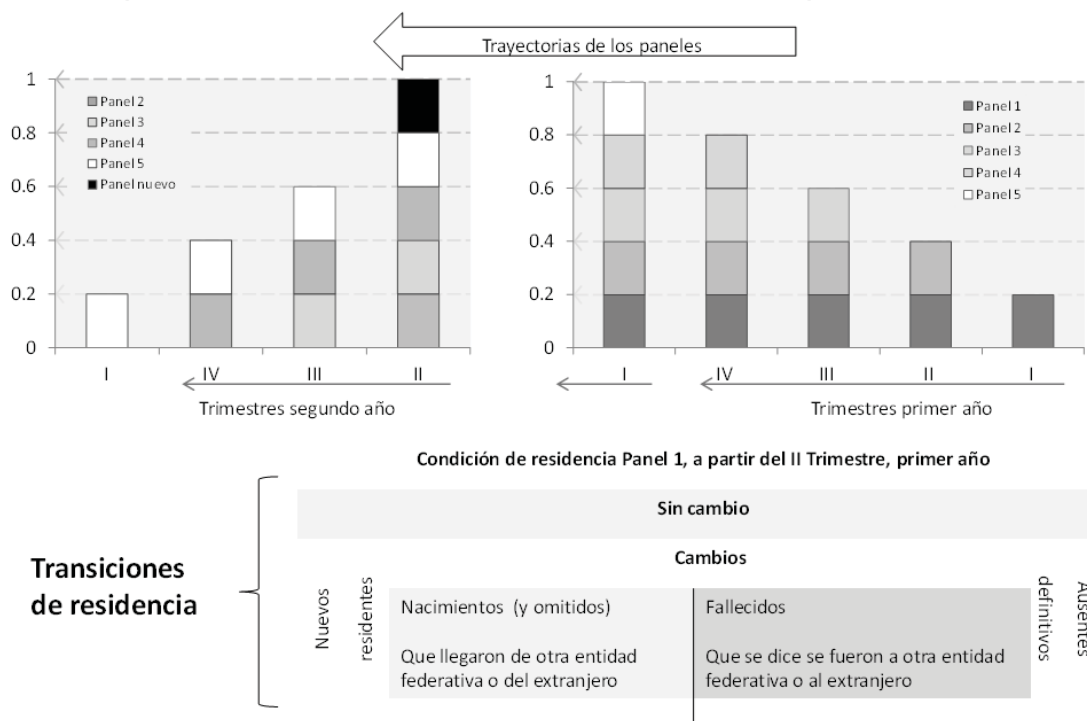 Trayectorias de los paneles
1
0.8
0.6
0.4
0.2
0
Panel 2
Panel 3
Panel 4
Panel 5
Panel nuevo
I
IV
III
II
Trimestres segundo año
1
0.8
0.6
0.4
0.2
0
Panel 1
Panel 2
Panel 3
Panel 4
Panel 5
I
IV
III
II
I
Trimestres primer año
Condición de residencia Panel 1, a partir del II Trimestre, primer año
Sin cambio
Cambios
Transiciones
de residencia
Nuevos
residentes
Nacimientos (y omitidos)
Que llegaron de otra entidad
federativa o del extranjero
Fallecidos
Que se dice se fueron a otra entidad
federativa o al extranjero
Ausentes
definitivos